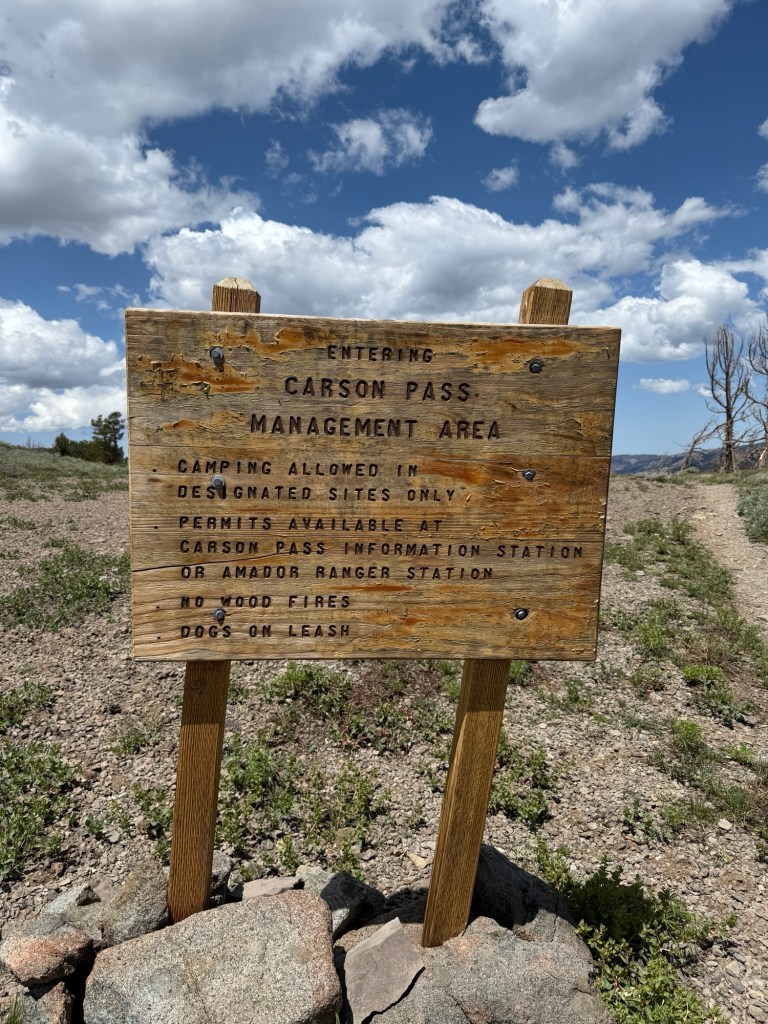 ENTERING
CARSON PASS
MANAGEMENT AREA
. CAMPING ALLOWED IN
DESIGNATED SITES ONLY
. PERMITS AVAILABLE AT
CARSON PASS INFORMATION STATION
OR AMADOR RANGER STATION
. NO WOOD FIRES
. DOGS ON LEASH